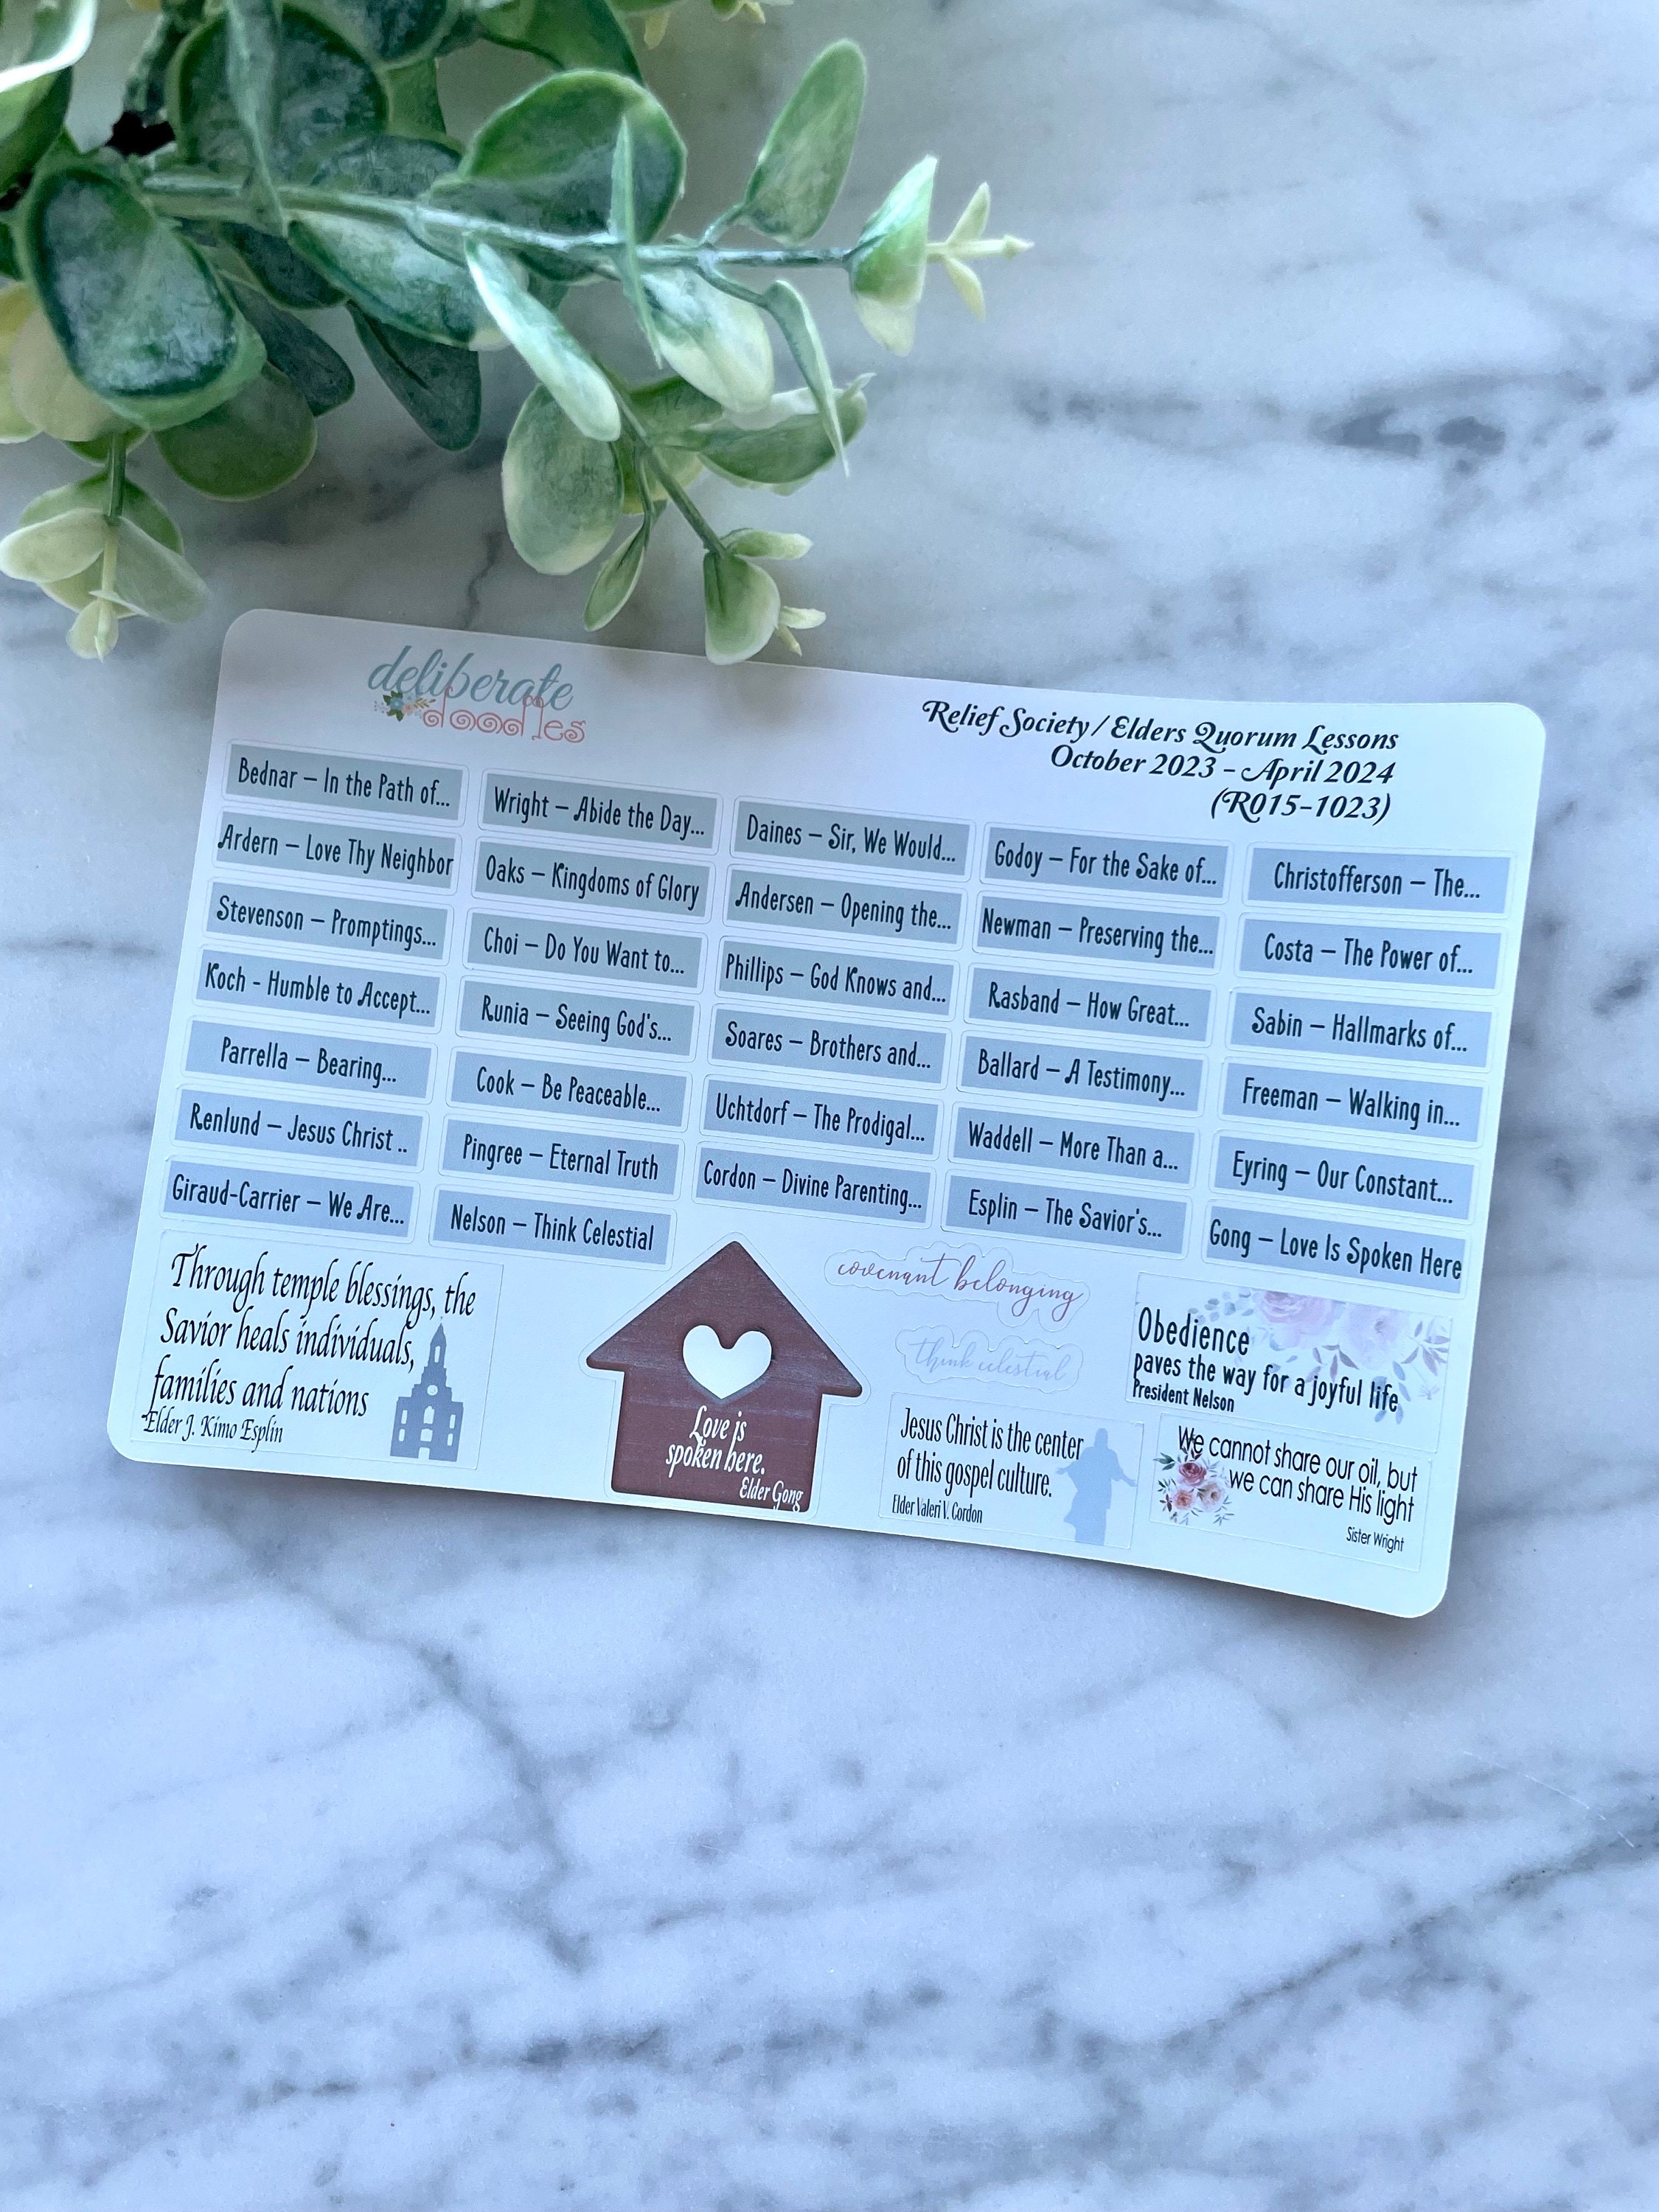 deliberate
doodles
Relief Society / Elders Quorum Lessons
October 2023 - April 2024
(R015-1023)
Bednar – In the Path of...
Ardern – Love Thy Neighbor
Stevenson – Promptings...
Koch - Humble to Accept...
Parrella – Bearing...
Renlund – Jesus Christ ..
Giraud-Carrier – We Are...
Wright – Abide the Day...
Oaks – Kingdoms of Glory
Choi – Do You Want to...
Runia – Seeing God's...
Cook – Be Peaceable...
Pingree – Eternal Truth
Nelson – Think Celestial
Daines – Sir, We Would...
Andersen – Opening the...
Phillips – God Knows and...
Soares – Brothers and...
Uchtdorf – The Prodigal...
Cordon – Divine Parenting...
Godoy – For the Sake of...
Newman – Preserving the...
Rasband – How Great...
Ballard – A Testimony...
Waddell – More Than a...
Esplin – The Savior's...
Christofferson – The...
Costa – The Power of...
Sabin – Hallmarks of...
Freeman – Walking in...
Eyring – Our Constant...
Gong – Love Is Spoken Here
Through temple blessings, the
Savior heals individuals,
families and nations
Elder J. Kimo Esplin
Love is
spoken here.
Elder Gong
covenant belonging
think celestial
Jesus Christ is the center
of this gospel culture.
Elder Valeri V. Cordon
Obedience
paves the way for a joyful life
President Nelson
We cannot share our oil, but
we can share His light
Sister Wright